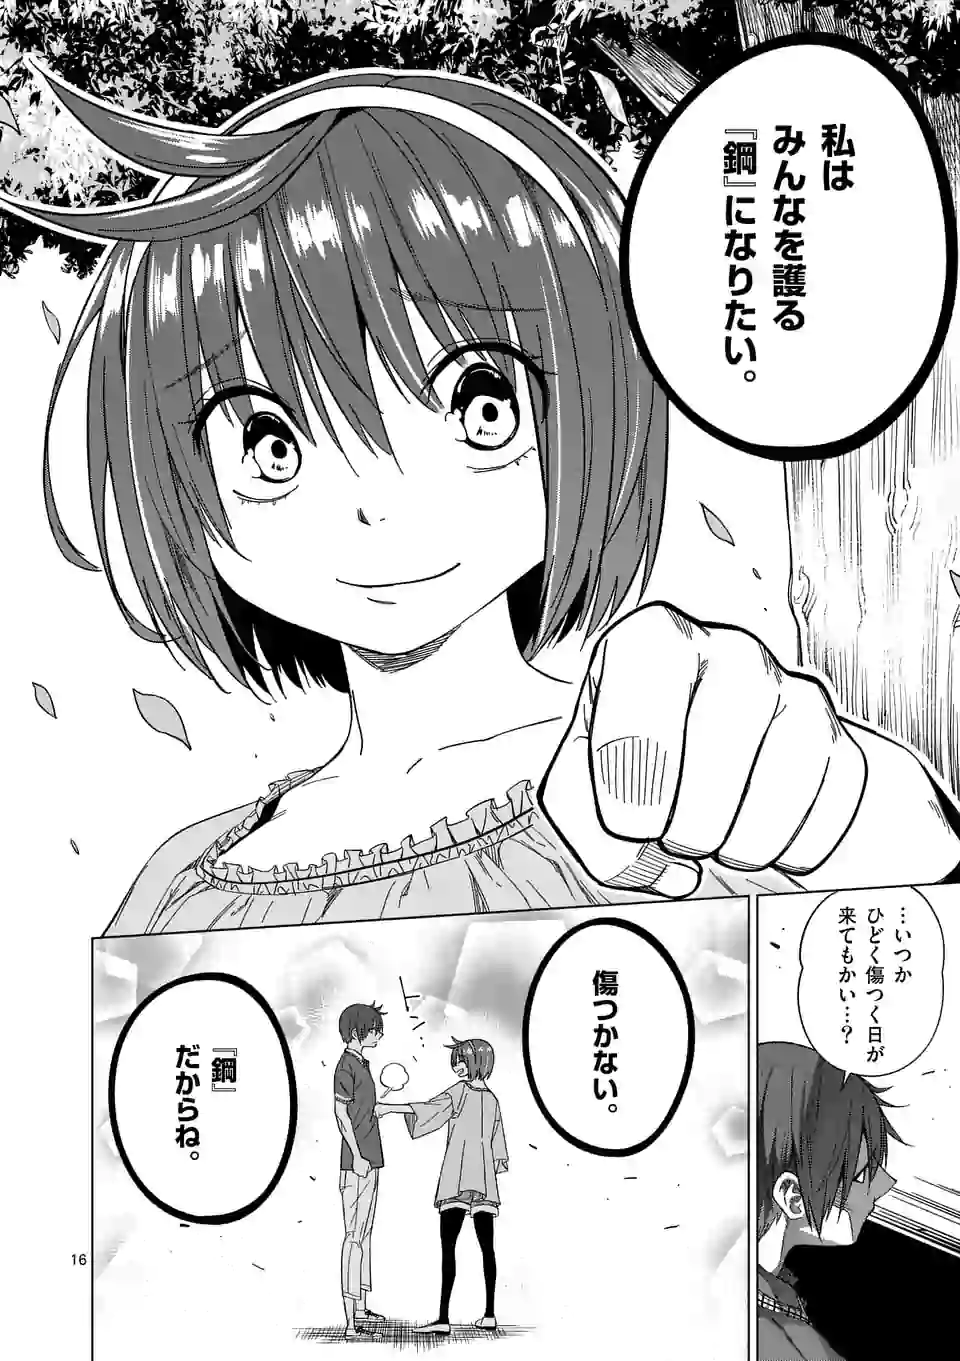 私は
みんなを護る
『鋼』になりたい。
…いつか
ひどく傷つく日が
来てもかい…?
傷つかない。
『鋼』
だからね。
16